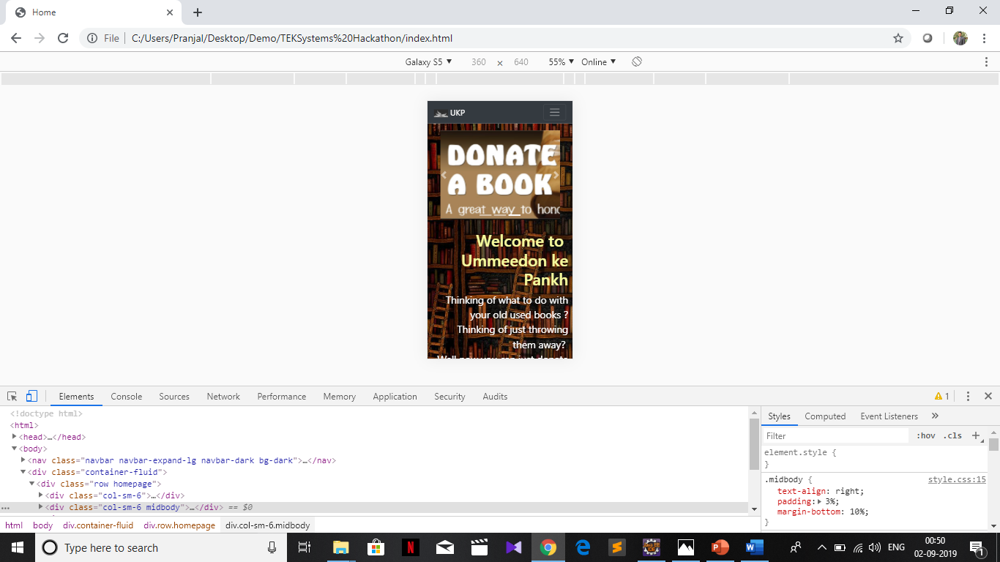 Home
File
C:/Users/Pranjal/Desktop/Demo/TEKSystems%20Hackathon/index.html
Galaxy S5 ▼ 360 × 640 55% ▼ Online ▼
UKP
DONATE
A BOOK
A great way to hono
Welcome to
Ummeedon ke
Pankh
Thinking of what to do with
your old used books ?
Thinking of just throwing
them away?
Elements Console Sources Network Performance Memory Application Security Audits 1
<!doctype html>
<html>
<head>…</head>
<body>
<nav class="navbar navbar-expand-lg navbar-dark bg-dark">…</nav>
<div class="container-fluid">
<div class="row homepage">
<div class="col-sm-6">…</div>
<div class="col-sm-6 midbody">…</div> == $0
html body div.container-fluid div.row.homepage div.col-sm-6.midbody
Styles Computed Event Listeners »
Filter :hov .cls +
element.style {
}
.midbody { style.css:15
text-align: right;
padding: 3%;
margin-bottom: 10%;
}
Type here to search
ENG
00:50
02-09-2019
1